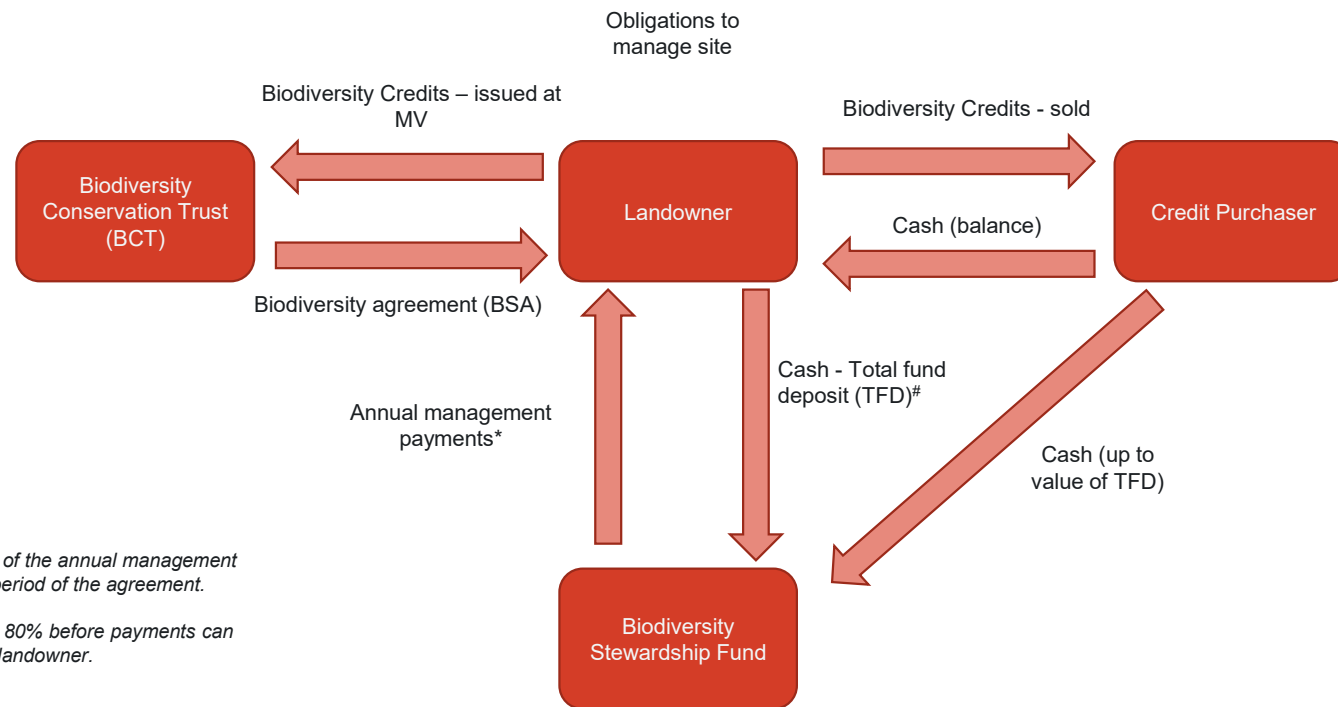 Obligations to
manage site
Biodiversity Credits – issued at
MV
Biodiversity Credits - sold
Biodiversity
Conservation Trust
(BCT)
Landowner
Credit Purchaser
Cash (balance)
Biodiversity agreement (BSA)
Cash - Total fund
deposit (TFD)#
Annual management
payments*
Cash (up to
value of TFD)
of the annual management
period of the agreement.
80% before payments can
landowner.
Biodiversity
Stewardship Fund